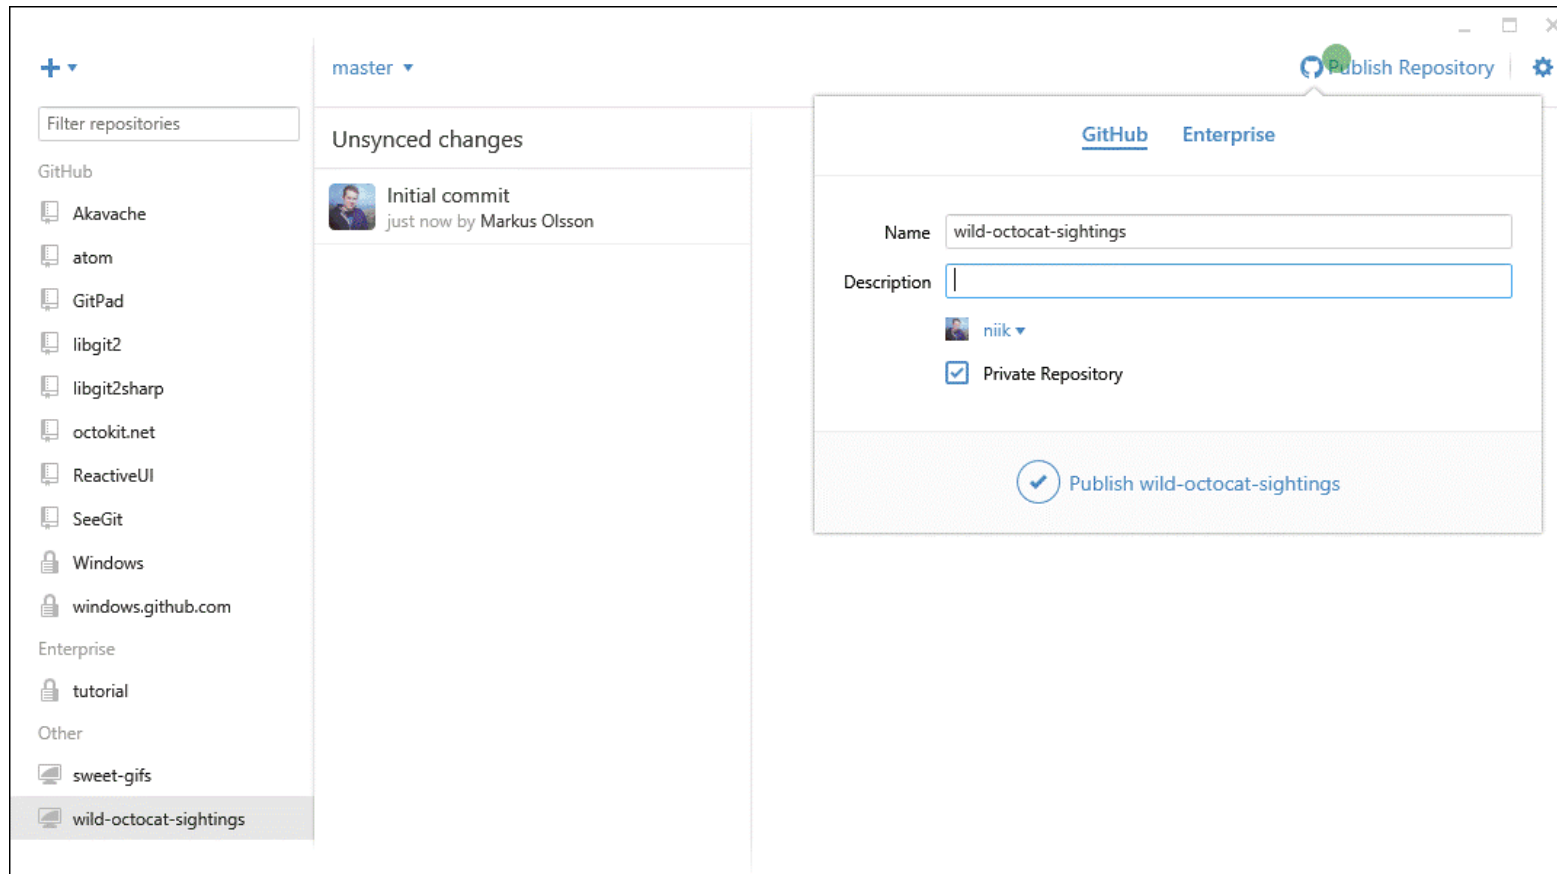 master
Publish Repository
Filter repositories
GitHub
Akavache
atom
GitPad
libgit2
libgit2sharp
octokit.net
ReactiveUI
SeeGit
Windows
windows.github.com
Enterprise
tutorial
Other
sweet-gifs
wild-octocat-sightings
Unsynced changes
Initial commit
just now by Markus Olsson
GitHub Enterprise
Name wild-octocat-sightings
Description
niik
Private Repository
Publish wild-octocat-sightings